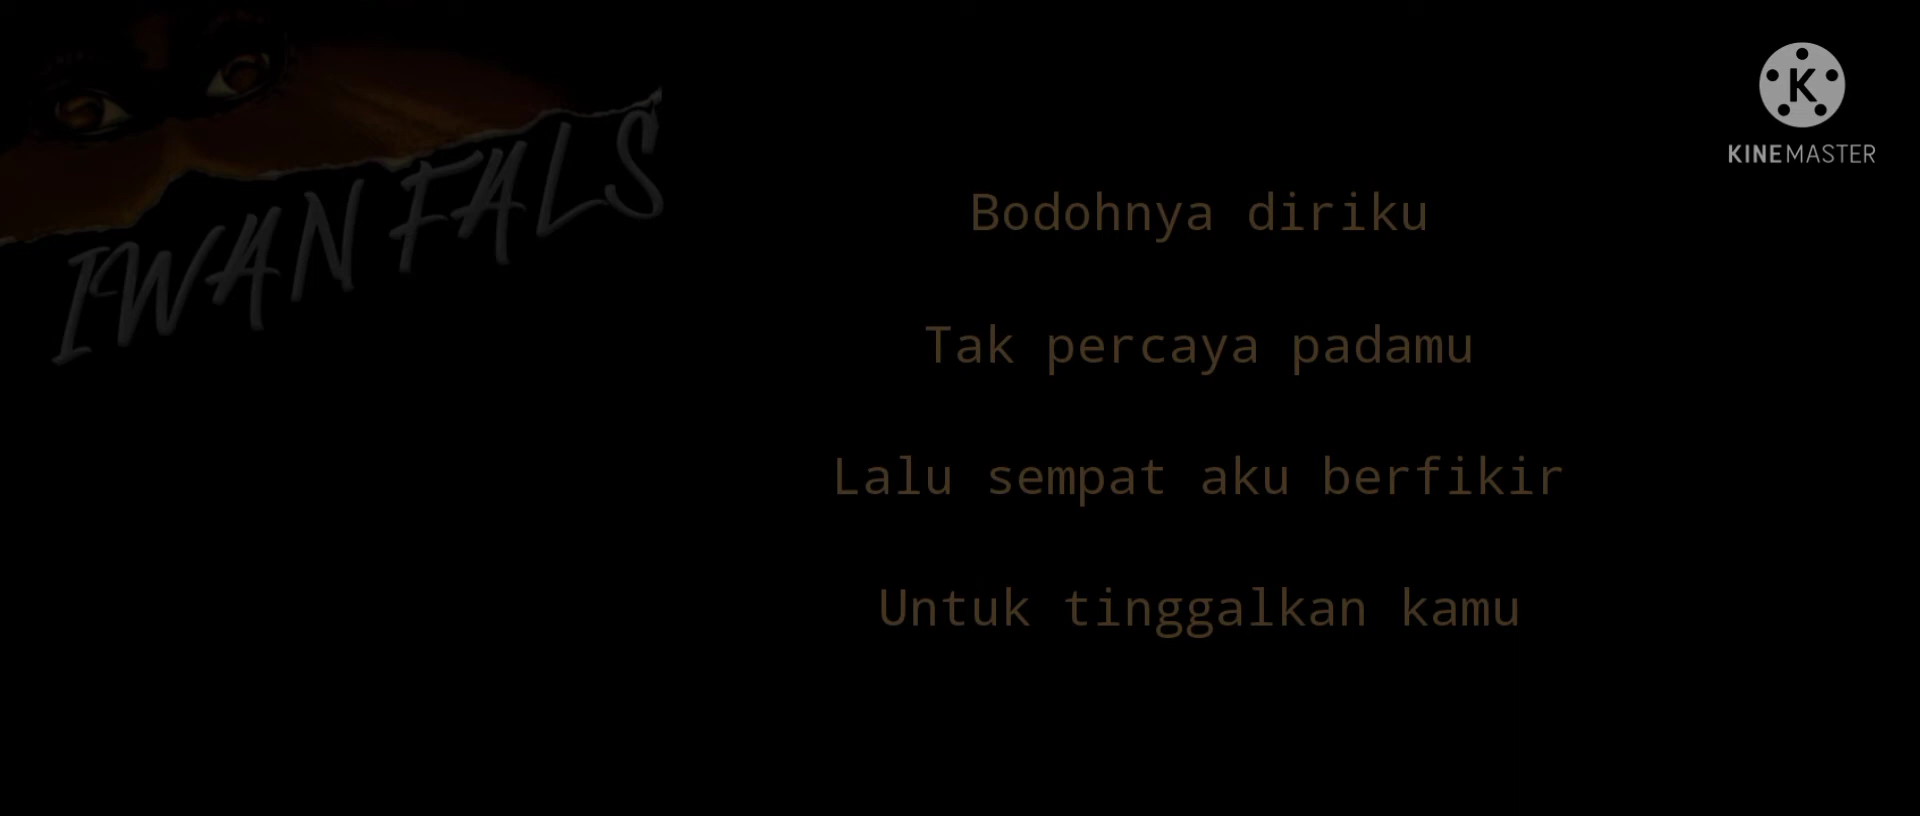 IWAN FALS
KINEMASTER
Bodohnya diriku
Tak percaya padamu
Lalu sempat aku berfikir
Untuk tinggalkan kamu